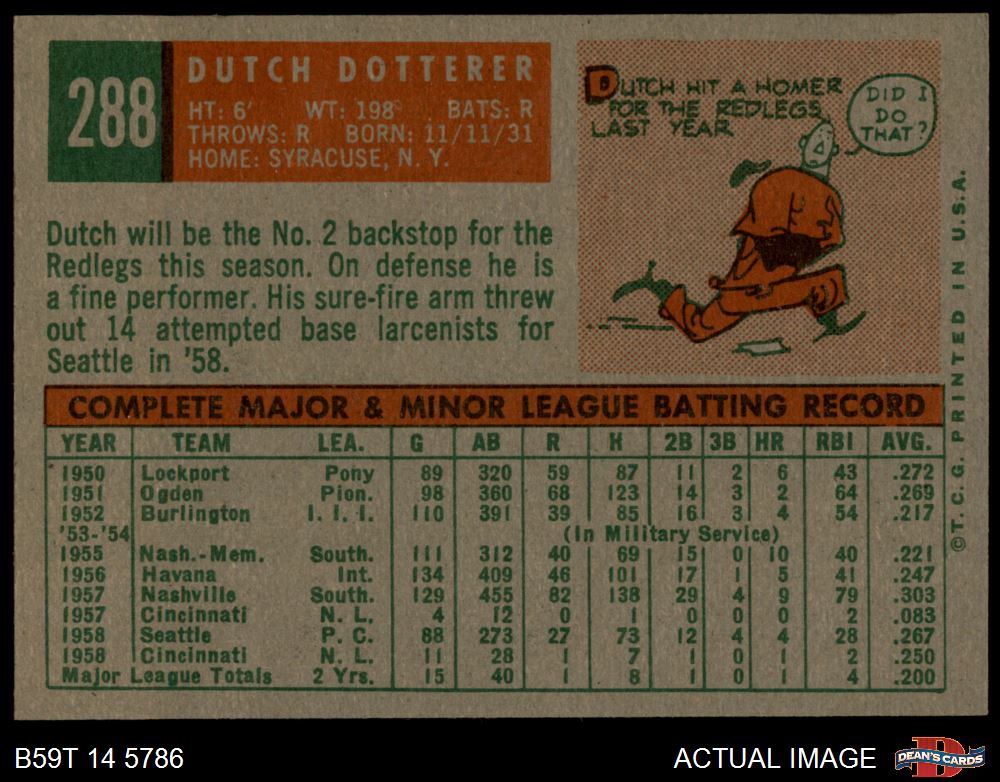 288
DUTCH DOTTERER
HT: 6' WT: 198 BATS: R
THROWS: R BORN: 11/11/31
HOME: SYRACUSE, N. Y.
Dutch will be the No. 2 backstop for the
Redlegs this season. On defense he is
a fine performer. His sure-fire arm threw
out 14 attempted base larcenists for
Seattle in '58.
DUTCH HIT A HOMER
FOR THE REDLEGS
LAST YEAR
DID I
DO
THAT?
COMPLETE MAJOR & MINOR LEAGUE BATTING RECORD
YEAR TEAM LEA. G AB R H 2B 3B HR RBI AVG.
1950 Lockport Pony 89 320 59 87 11 2 6 43 .272
1951 Ogden Pion. 98 360 68 123 14 3 2 64 .269
1952 Burlington I. I. I. 110 391 39 85 16 3 4 54 .217
'53-'54 (In Military Service)
1955 Nash.-Mem. South. 111 312 40 69 15 0 10 40 .221
1956 Havana Int. 134 409 46 101 17 1 5 41 .247
1957 Nashville South. 129 455 82 138 29 4 9 79 .303
1957 Cincinnati N. L. 4 12 0 1 0 0 0 2 .083
1958 Seattle P. C. 88 273 27 73 12 4 4 28 .267
1958 Cincinnati N. L. 11 28 1 7 1 0 1 2 .250
Major League Totals 2 Yrs. 15 40 1 8 1 0 1 4 .200
©T. C. G. PRINTED IN U.S.A.
B59T 14 5786
ACTUAL IMAGE
D
DEAN'S CARDS